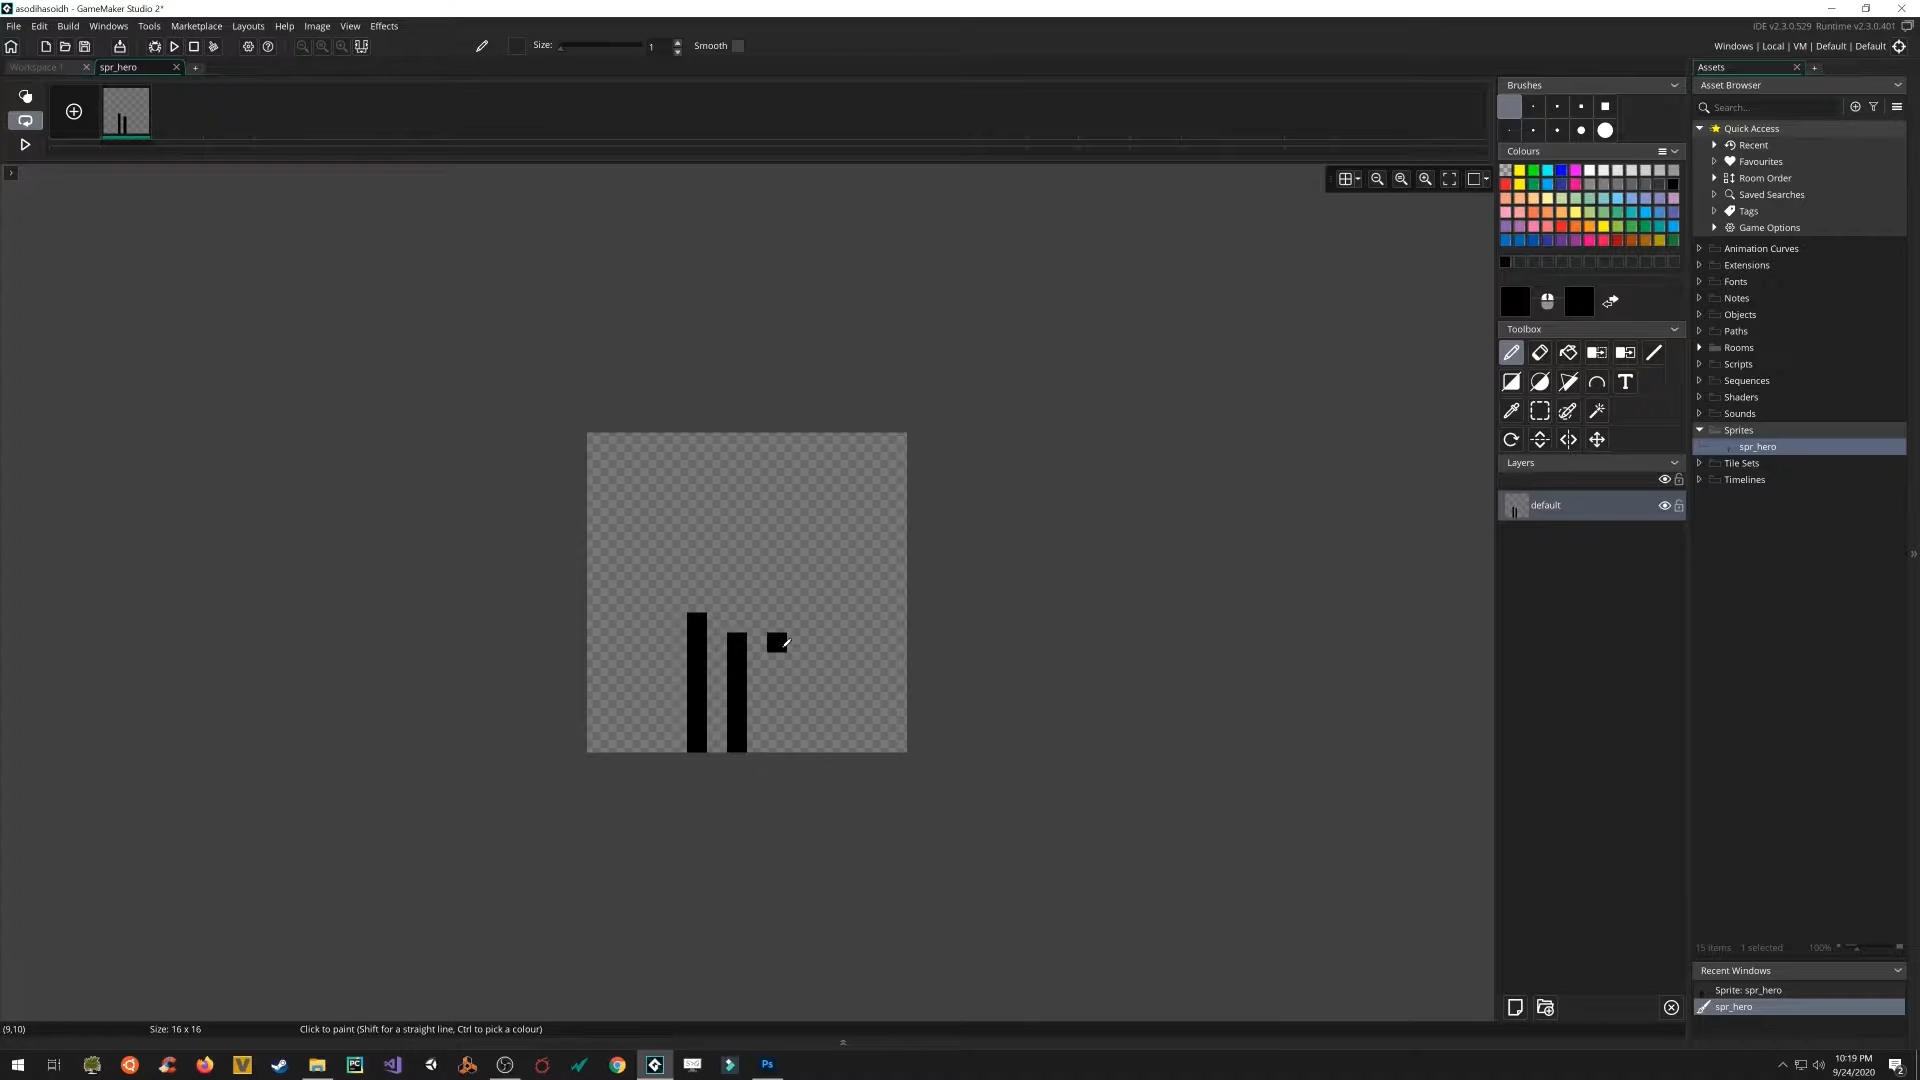 asodihasoidh - GameMaker Studio 2*
File Edit Build Windows Tools Marketplace Layouts Help Image View Effects
IDE v2.3.0.529 Runtime v2.3.0.401
Size: 1 Smooth
Windows | Local | VM | Default | Default
Workspace 1 spr_hero
Assets
Brushes
Asset Browser
Search...
Quick Access
Recent
Colours
Favourites
Room Order
Saved Searches
Tags
Game Options
Animation Curves
Extensions
Fonts
Notes
Objects
Toolbox
Paths
Rooms
Scripts
Sequences
Shaders
Sounds
Sprites
spr_hero
Layers
Tile Sets
Timelines
default
15 items 1 selected 100%
Recent Windows
Sprite: spr_hero
spr_hero
(9,10) Size: 16 x 16 Click to paint (Shift for a straight line, Ctrl to pick a colour)
10:19 PM
9/24/2020